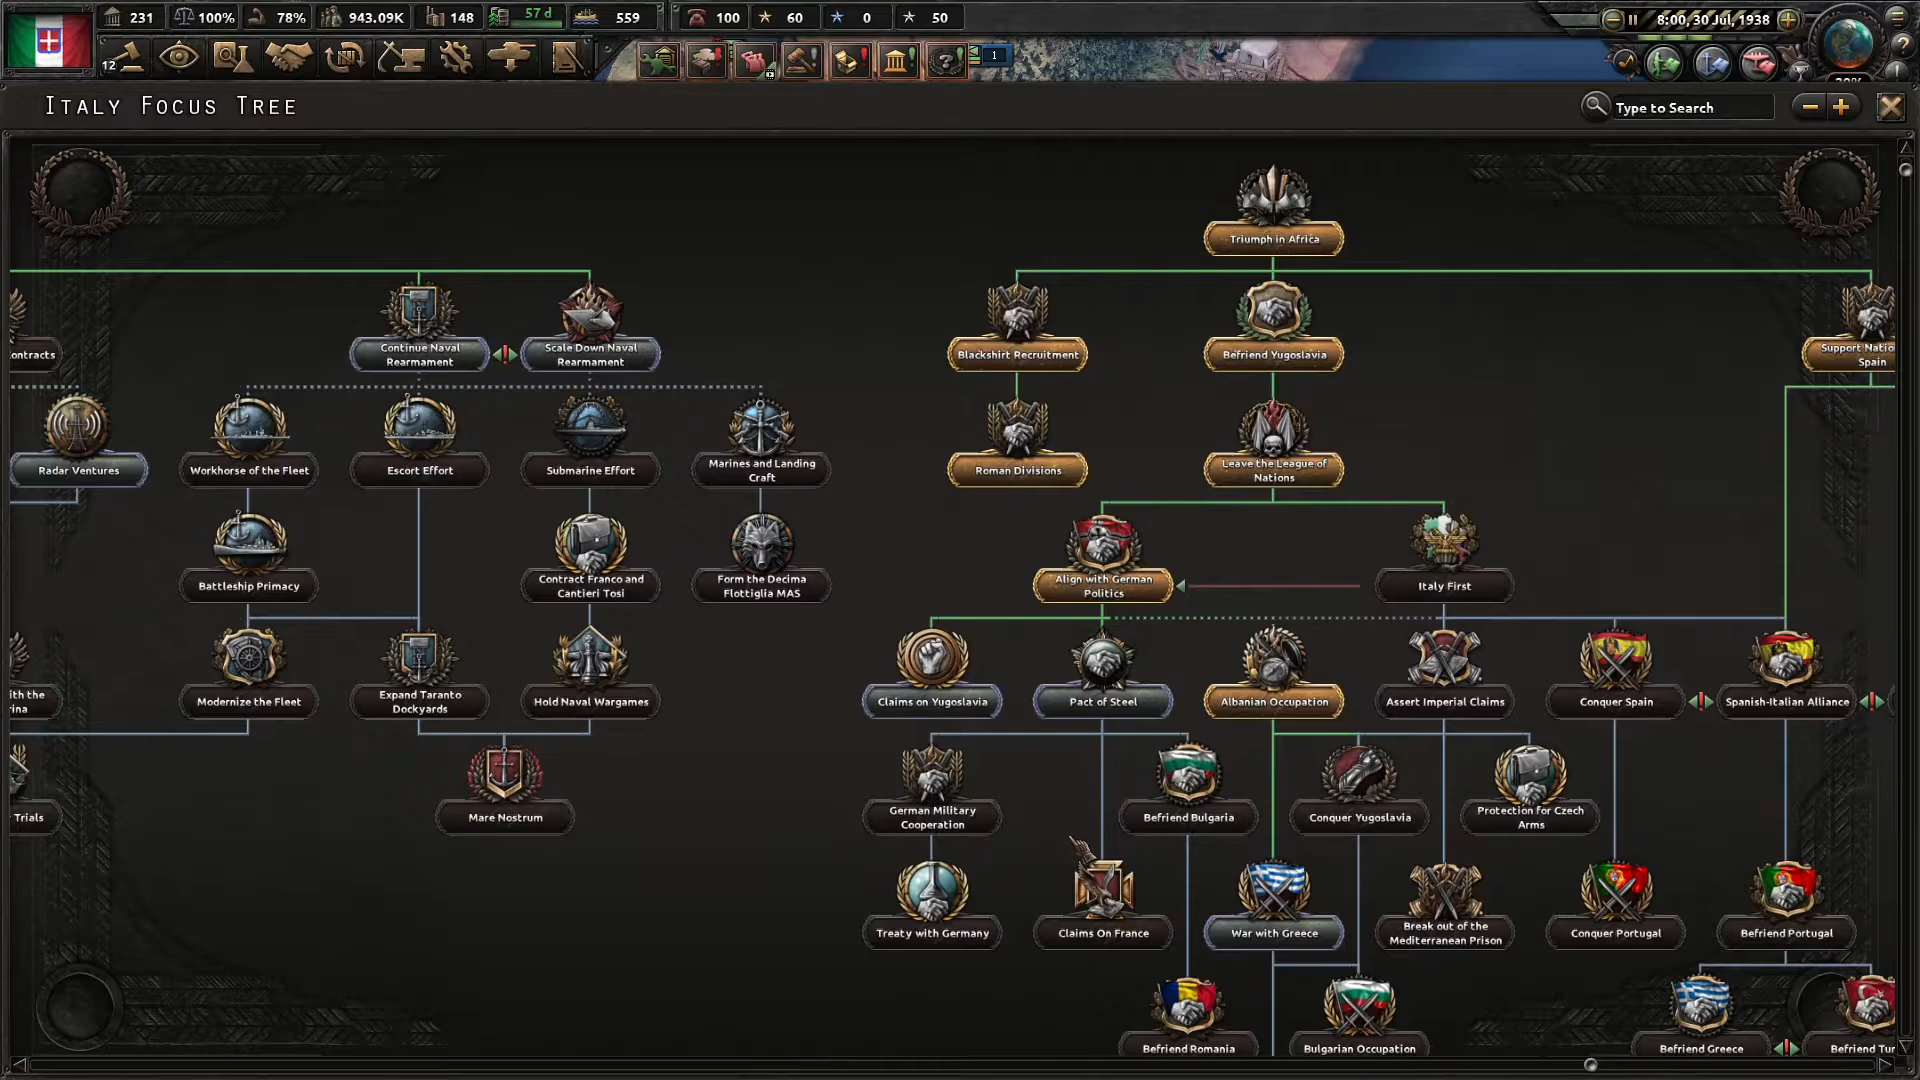 231
100%
78%
943.09K
148
57 d
559
100
60
0
50
8:00, 30 Jul, 1938
12
1
Italy Focus Tree
Type to Search
Triumph in Africa
ontracts
Continue Naval
Rearmament
Scale Down Naval
Rearmament
Blackshirt Recruitment
Befriend Yugoslavia
Support Natio
Spain
Radar Ventures
Workhorse of the Fleet
Escort Effort
Submarine Effort
Marines and Landing
Craft
Roman Divisions
Leave the League of
Nations
Battleship Primacy
Contract Franco and
Cantieri Tosi
Form the Decima
Flottiglia MAS
Align with German
Politics
Italy First
ith the
rina
Modernize the Fleet
Expand Taranto
Dockyards
Hold Naval Wargames
Claims on Yugoslavia
Pact of Steel
Albanian Occupation
Assert Imperial Claims
Conquer Spain
Spanish-Italian Alliance
Trials
Mare Nostrum
German Military
Cooperation
Befriend Bulgaria
Conquer Yugoslavia
Protection for Czech
Arms
Treaty with Germany
Claims On France
War with Greece
Break out of the
Mediterranean Prison
Conquer Portugal
Befriend Portugal
Befriend Romania
Bulgarian Occupation
Befriend Greece
Befriend Tur